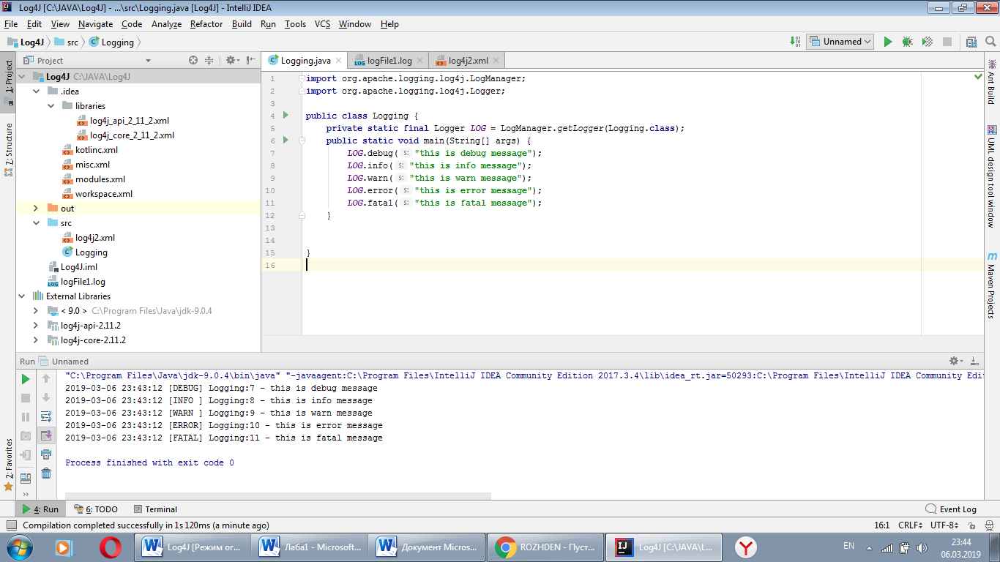 Log4J [C:\JAVA\Log4J] - ...\src\Logging.java [Log4J] - IntelliJ IDEA
File Edit View Navigate Code Analyze Refactor Build Run Tools VCS Window Help
Log4J src Logging
Unnamed
1: Project
7: Structure
2: Favorites
Project
Log4J C:\JAVA\Log4J
.idea
libraries
log4j_api_2_11_2.xml
log4j_core_2_11_2.xml
kotlinc.xml
misc.xml
modules.xml
workspace.xml
out
src
log4j2.xml
Logging
Log4J.iml
logFile1.log
External Libraries
< 9.0 > C:\Program Files\Java\jdk-9.0.4
log4j-api-2.11.2
log4j-core-2.11.2
Logging.java logFile1.log log4j2.xml
1 import org.apache.logging.log4j.LogManager;
2 import org.apache.logging.log4j.Logger;
3
4 public class Logging {
5 private static final Logger LOG = LogManager.getLogger(Logging.class);
6 public static void main(String[] args) {
7 LOG.debug( s: "this is debug message");
8 LOG.info( s: "this is info message");
9 LOG.warn( s: "this is warn message");
10 LOG.error( s: "this is error message");
11 LOG.fatal( s: "this is fatal message");
12 }
13
14
15 }
16
Ant Build
UML design tool window
Maven Projects
Run Unnamed
"C:\Program Files\Java\jdk-9.0.4\bin\java" "-javaagent:C:\Program Files\IntelliJ IDEA Community Edition 2017.3.4\lib\idea_rt.jar=50293:C:\Program Files\IntelliJ IDEA Community Edi
2019-03-06 23:43:12 [DEBUG] Logging:7 - this is debug message
2019-03-06 23:43:12 [INFO ] Logging:8 - this is info message
2019-03-06 23:43:12 [WARN ] Logging:9 - this is warn message
2019-03-06 23:43:12 [ERROR] Logging:10 - this is error message
2019-03-06 23:43:12 [FATAL] Logging:11 - this is fatal message
Process finished with exit code 0
4: Run 6: TODO Terminal Event Log
Compilation completed successfully in 1s 120ms (a minute ago) 16:1 CRLF UTF-8
Log4J [Режим ог... Лаба1 - Microsoft... Документ Micros... ROZHDEN - Пуст... Log4J [C:\JAVA\L... EN 23:44
06.03.2019